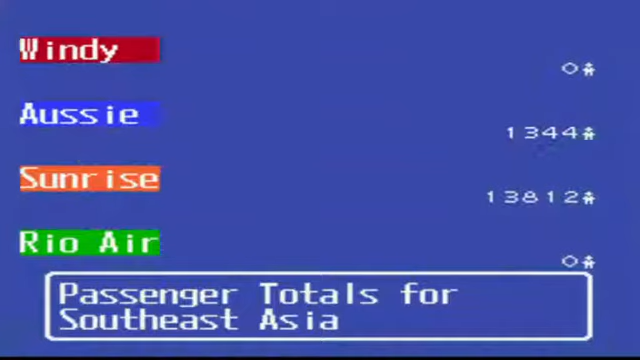 Windy
0
Aussie
1344
Sunrise
13812
Rio Air
0
Passenger Totals for
Southeast Asia